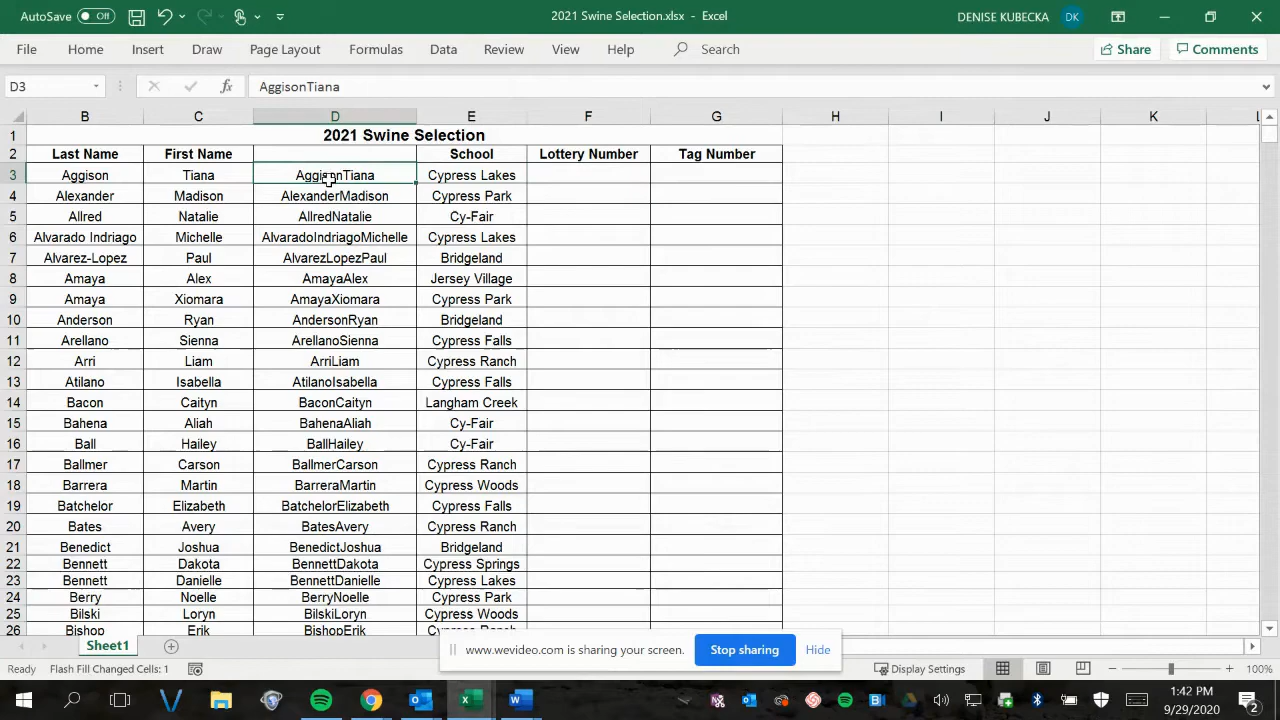 AutoSave Off 2021 Swine Selection.xlsx - Excel DENISE KUBECKA DK
File Home Insert Draw Page Layout Formulas Data Review View Help Search Share Comments
D3 fx AggisonTiana
B C D E F G H I J K L
1 2021 Swine Selection
2 Last Name First Name School Lottery Number Tag Number
3 Aggison Tiana AggisonTiana Cypress Lakes
4 Alexander Madison AlexanderMadison Cypress Park
5 Allred Natalie AllredNatalie Cy-Fair
6 Alvarado Indriago Michelle AlvaradoIndriagoMichelle Cypress Lakes
7 Alvarez-Lopez Paul AlvarezLopezPaul Bridgeland
8 Amaya Alex AmayaAlex Jersey Village
9 Amaya Xiomara AmayaXiomara Cypress Park
10 Anderson Ryan AndersonRyan Bridgeland
11 Arellano Sienna ArellanoSienna Cypress Falls
12 Arri Liam ArriLiam Cypress Ranch
13 Atilano Isabella AtilanoIsabella Cypress Falls
14 Bacon Caityn BaconCaityn Langham Creek
15 Bahena Aliah BahenaAliah Cy-Fair
16 Ball Hailey BallHailey Cy-Fair
17 Ballmer Carson BallmerCarson Cypress Ranch
18 Barrera Martin BarreraMartin Cypress Woods
19 Batchelor Elizabeth BatchelorElizabeth Cypress Falls
20 Bates Avery BatesAvery Cypress Ranch
21 Benedict Joshua BenedictJoshua Bridgeland
22 Bennett Dakota BennettDakota Cypress Springs
23 Bennett Danielle BennettDanielle Cypress Lakes
24 Berry Noelle BerryNoelle Cypress Park
25 Bilski Loryn BilskiLoryn Cypress Woods
26 Bishop Erik BishopErik Cypress Ranch
Sheet1
www.wevideo.com is sharing your screen. Stop sharing Hide
Ready Flash Fill Changed Cells: 1 Display Settings 100%
1:42 PM
9/29/2020
2